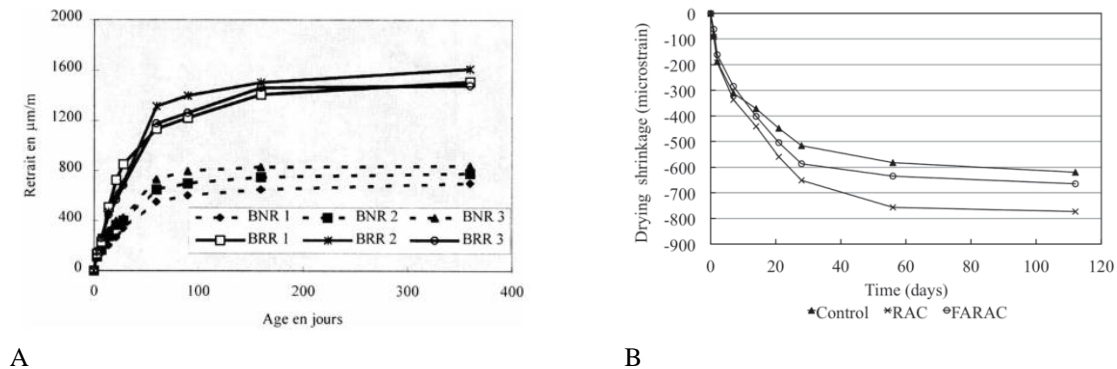 2000
1600
1200
800
400
0
Retrait en µm/m
BNR 1 BNR 2 BNR 3
BRR 1 BRR 2 BRR 3
0 100 200 300 400
Age en jours
A
0
-100
-200
-300
-400
-500
-600
-700
-800
-900
Drying shrinkage (microstrain)
0 20 40 60 80 100 120
Time (days)
Control RAC FARAC
B